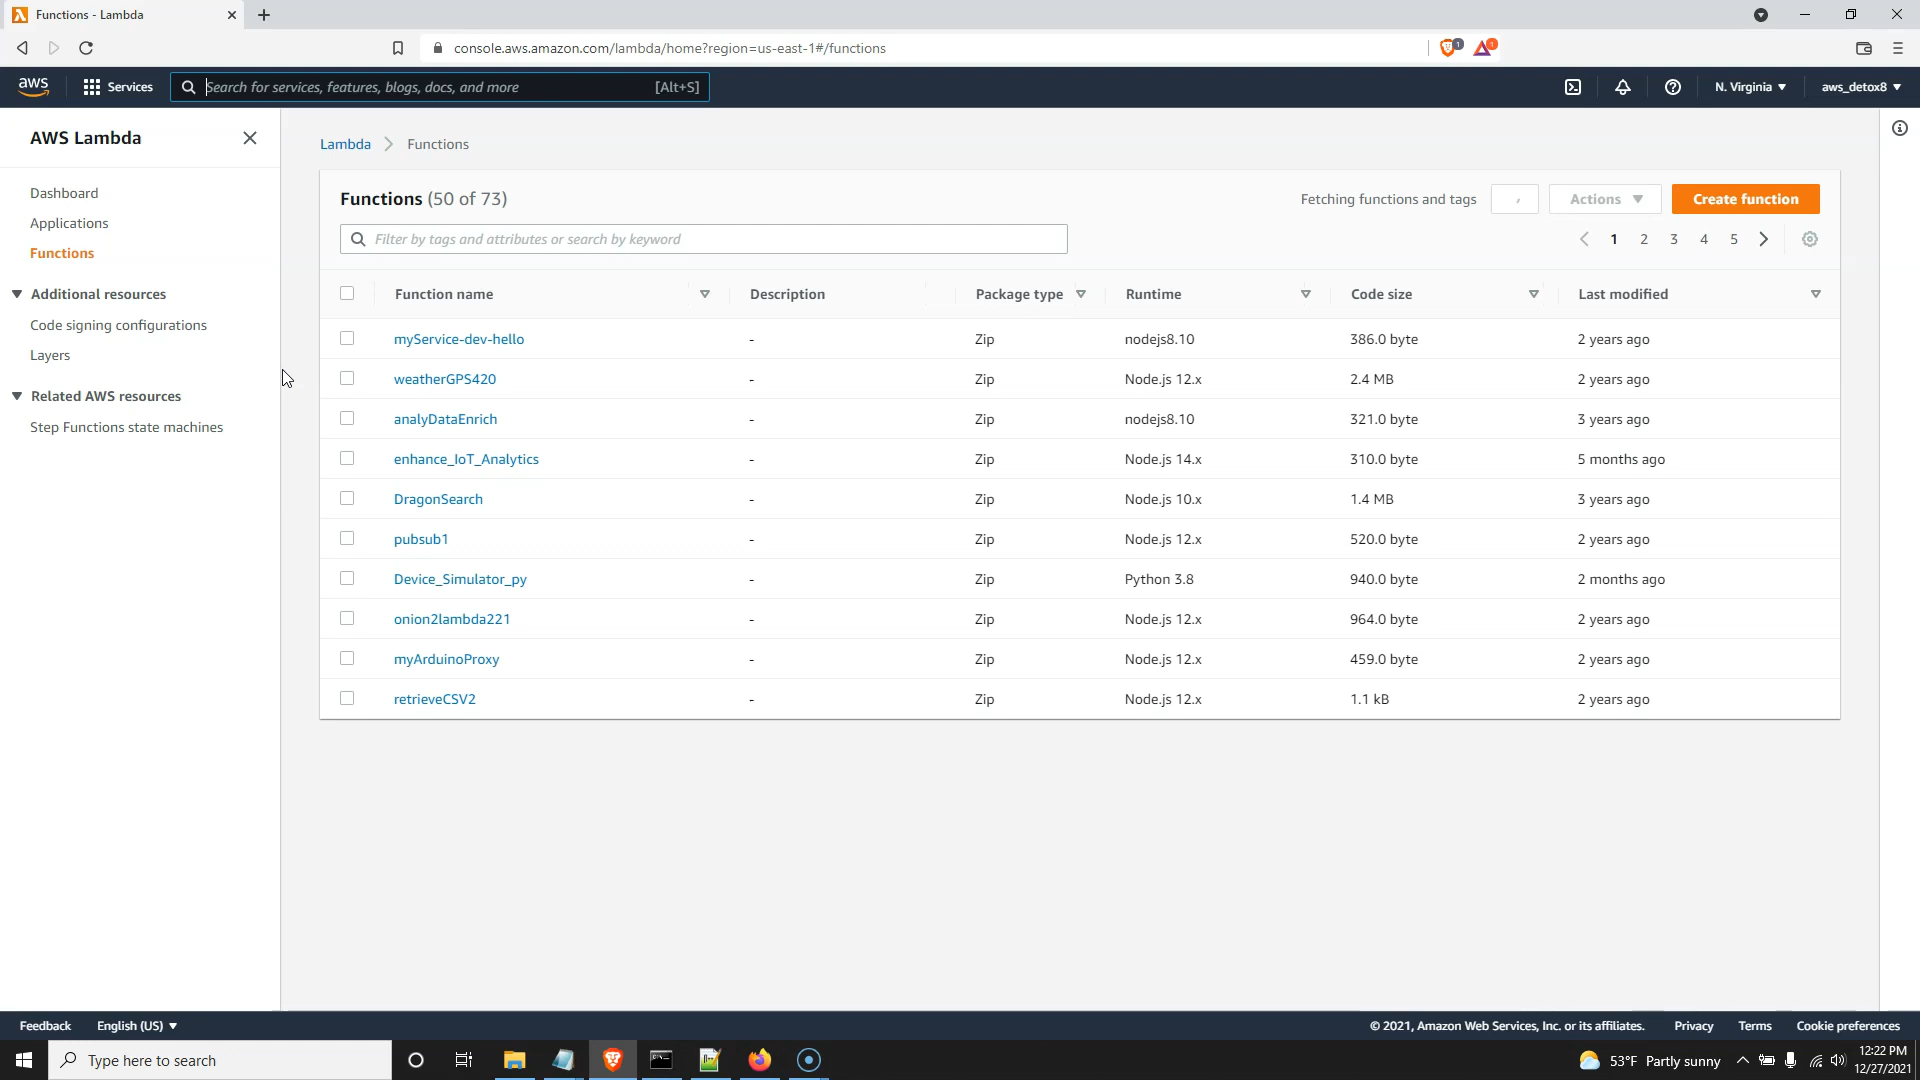 Functions - Lambda
console.aws.amazon.com/lambda/home?region=us-east-1#/functions
1
1
aws
Services
Search for services, features, blogs, docs, and more
[Alt+S]
N. Virginia
aws_detox8
AWS Lambda
Dashboard
Applications
Functions
Additional resources
Code signing configurations
Layers
Related AWS resources
Step Functions state machines
Lambda
Functions
Functions (50 of 73)
Fetching functions and tags
Actions
Create function
Filter by tags and attributes or search by keyword
1 2 3 4 5
Function name Description Package type Runtime Code size Last modified
myService-dev-hello - Zip nodejs8.10 386.0 byte 2 years ago
weatherGPS420 - Zip Node.js 12.x 2.4 MB 2 years ago
analyDataEnrich - Zip nodejs8.10 321.0 byte 3 years ago
enhance_IoT_Analytics - Zip Node.js 14.x 310.0 byte 5 months ago
DragonSearch - Zip Node.js 10.x 1.4 MB 3 years ago
pubsub1 - Zip Node.js 12.x 520.0 byte 2 years ago
Device_Simulator_py - Zip Python 3.8 940.0 byte 2 months ago
onion2lambda221 - Zip Node.js 12.x 964.0 byte 2 years ago
myArduinoProxy - Zip Node.js 12.x 459.0 byte 2 years ago
retrieveCSV2 - Zip Node.js 12.x 1.1 kB 2 years ago
Feedback English (US)
© 2021, Amazon Web Services, Inc. or its affiliates. Privacy Terms Cookie preferences
Type here to search
53°F Partly sunny
12:22 PM
12/27/2021